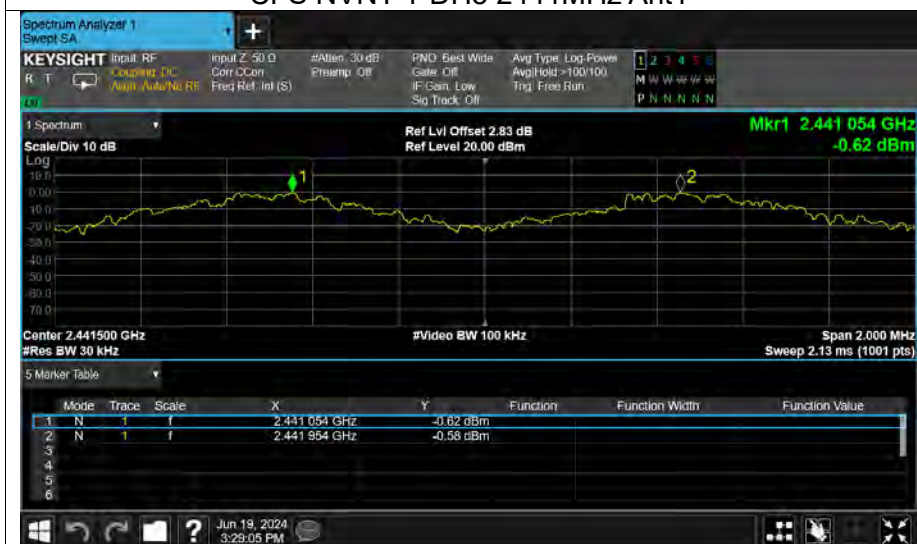 CFS NVNT 1-DH5 2441MHz Ant1
Spectrum Analyzer 1
Swept SA
+
KEYSIGHT Input: RF
R T
Coupling: DC
Align: Auto/No RF
Input Z: 50 Ω
Corr CCorr
Freq Ref: Int (S)
#Atten: 30 dB
Preamp: Off
PNO: Best Wide
Gate: Off
IF Gain: Low
Sig Track: Off
Avg Type: Log-Power
Avg|Hold: >100/100
Trig: Free Run
1 2 3 4 5 6
M W W W W W
P N N N N N
1 Spectrum
Scale/Div 10 dB
Ref Lvl Offset 2.83 dB
Ref Level 20.00 dBm
Mkr1 2.441 054 GHz
-0.62 dBm
Log
10.0
0.00
-10.0
-20.0
-30.0
-40.0
-50.0
-60.0
-70.0
1
2
Center 2.441500 GHz
#Res BW 30 kHz
#Video BW 100 kHz
Span 2.000 MHz
Sweep 2.13 ms (1001 pts)
5 Marker Table
Mode Trace Scale X Y Function Function Width Function Value
1 N 1 f 2.441 054 GHz -0.62 dBm
2 N 1 f 2.441 954 GHz -0.58 dBm
3
4
5
6
?
Jun 19, 2024
3:29:05 PM